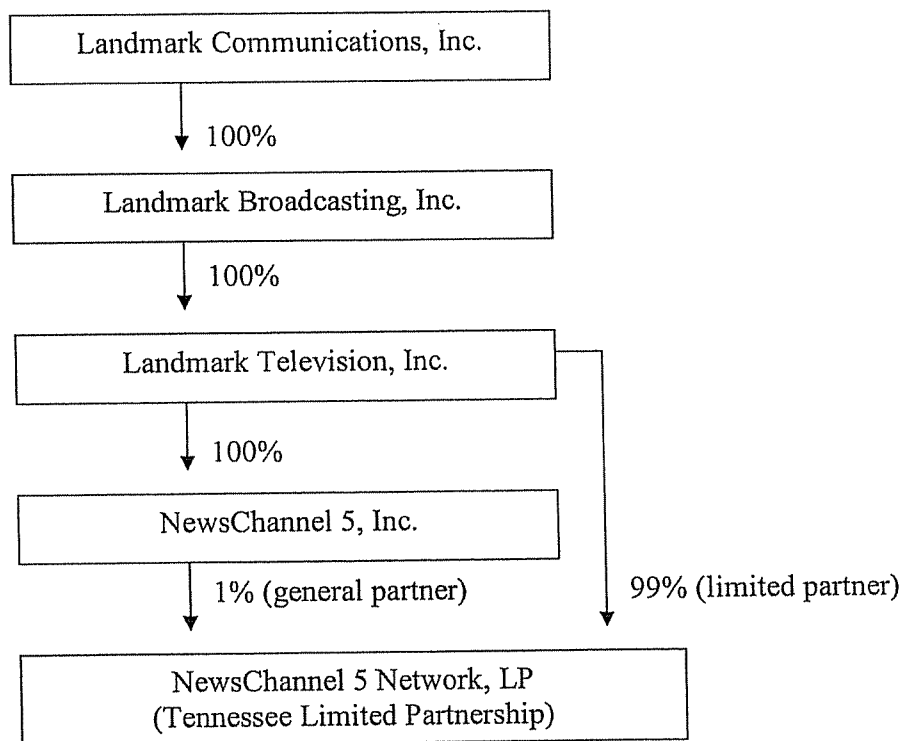 Landmark Communications, Inc.
100%
Landmark Broadcasting, Inc.
100%
Landmark Television, Inc.
100%
NewsChannel 5, Inc.
1% (general partner)
99% (limited partner)
NewsChannel 5 Network, LP
(Tennessee Limited Partnership)